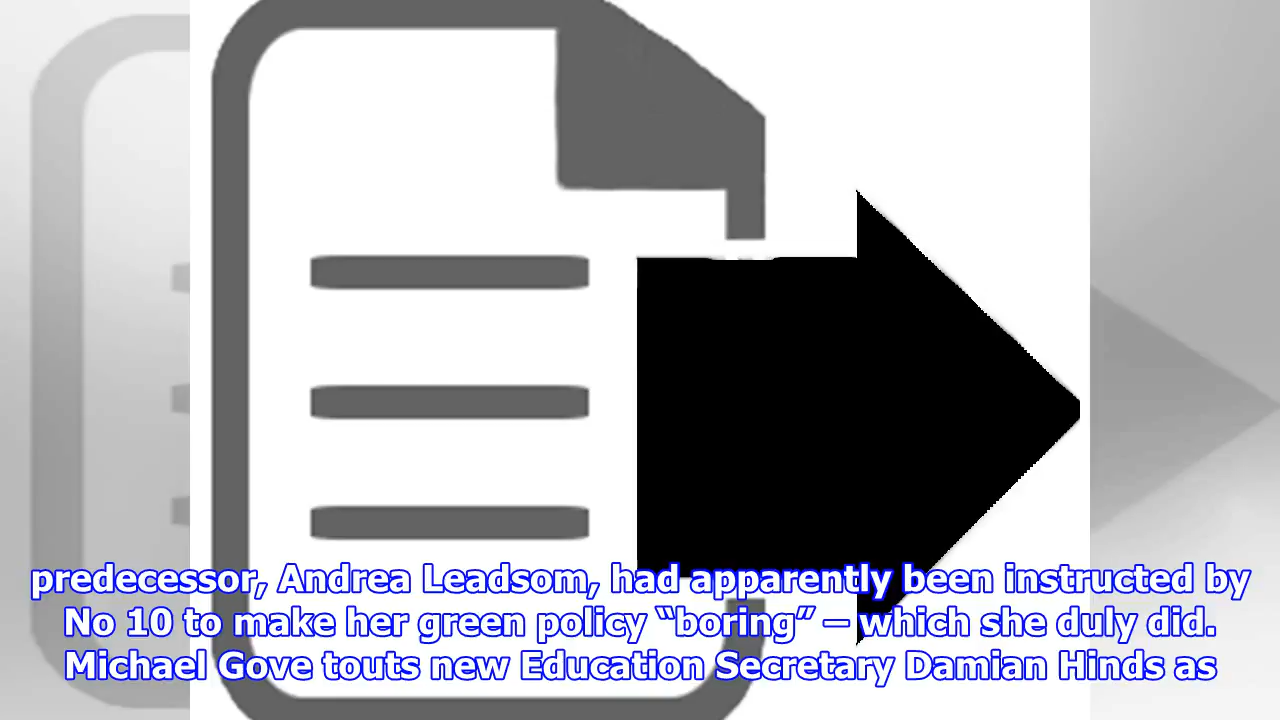 predecessor, Andrea Leadsom, had apparently been instructed by
No 10 to make her green policy “boring” – which she duly did.
Michael Gove touts new Education Secretary Damian Hinds as